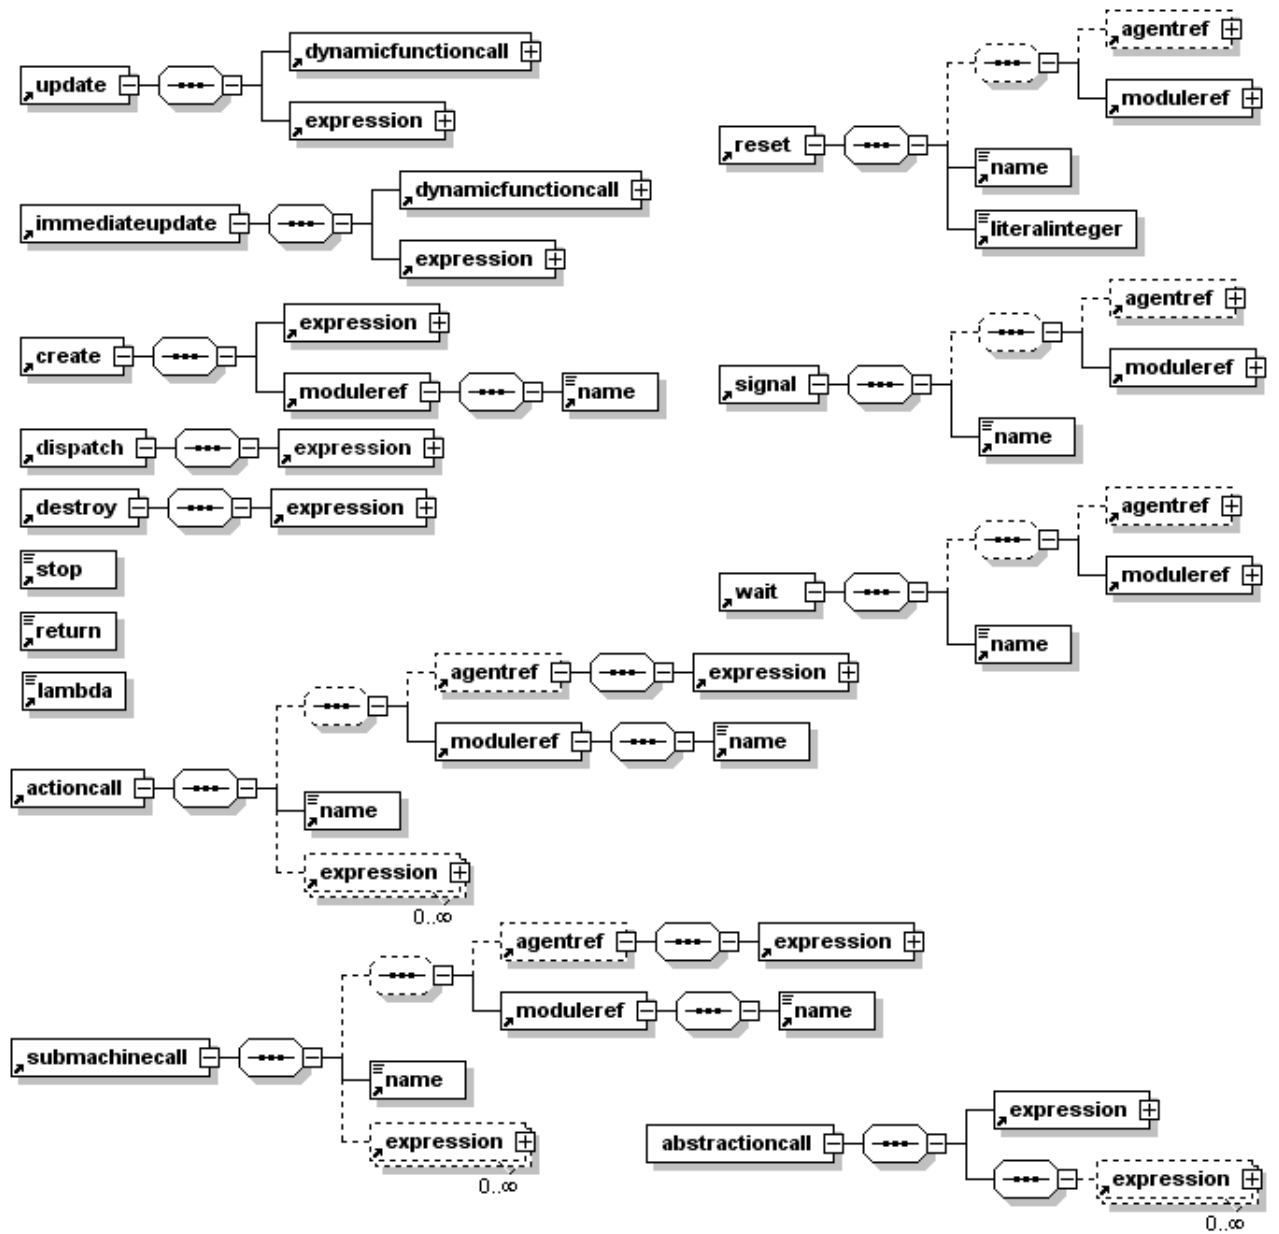 update
dynamicfunctioncall
expression
immediateupdate
dynamicfunctioncall
expression
create
expression
moduleref
name
dispatch
expression
destroy
expression
stop
return
lambda
reset
agentref
moduleref
name
literalinteger
signal
agentref
moduleref
name
wait
agentref
moduleref
name
actioncall
agentref
expression
moduleref
name
name
expression
0..∞
submachinecall
agentref
expression
moduleref
name
name
expression
0..∞
abstractioncall
expression
expression
0..∞